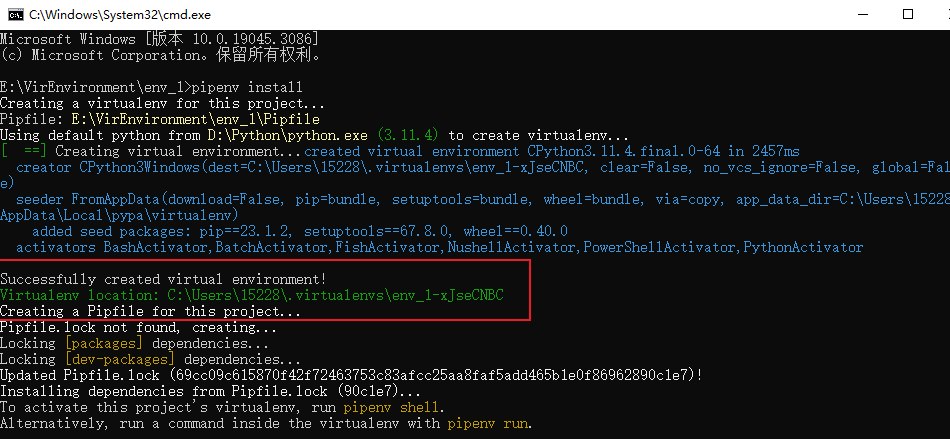 C:\Windows\System32\cmd.exe
Microsoft Windows [版本 10.0.19045.3086]
(c) Microsoft Corporation。保留所有权利。
E:\VirEnvironment\env_1>pipenv install
Creating a virtualenv for this project...
Pipfile: E:\VirEnvironment\env_1\Pipfile
Using default python from D:\Python\python.exe (3.11.4) to create virtualenv...
[  ==] Creating virtual environment...created virtual environment CPython3.11.4.final.0-64 in 2457ms
  creator CPython3Windows(dest=C:\Users\15228\.virtualenvs\env_1-xJseCNBC, clear=False, no_vcs_ignore=False, global=Fals
e)
  seeder FromAppData(download=False, pip=bundle, setuptools=bundle, wheel=bundle, via=copy, app_data_dir=C:\Users\15228
AppData\Local\pypa\virtualenv)
    added seed packages: pip==23.1.2, setuptools==67.8.0, wheel==0.40.0
  activators BashActivator,BatchActivator,FishActivator,NushellActivator,PowerShellActivator,PythonActivator
Successfully created virtual environment!
Virtualenv location: C:\Users\15228\.virtualenvs\env_1-xJseCNBC
Creating a Pipfile for this project...
Pipfile.lock not found, creating...
Locking [packages] dependencies...
Locking [dev-packages] dependencies...
Updated Pipfile.lock (69cc09c615870f42f72463753c83afcc25aa8faf5add465b1e0f86962890c1e7)!
Installing dependencies from Pipfile.lock (90c1e7)...
To activate this project's virtualenv, run pipenv shell.
Alternatively, run a command inside the virtualenv with pipenv run.